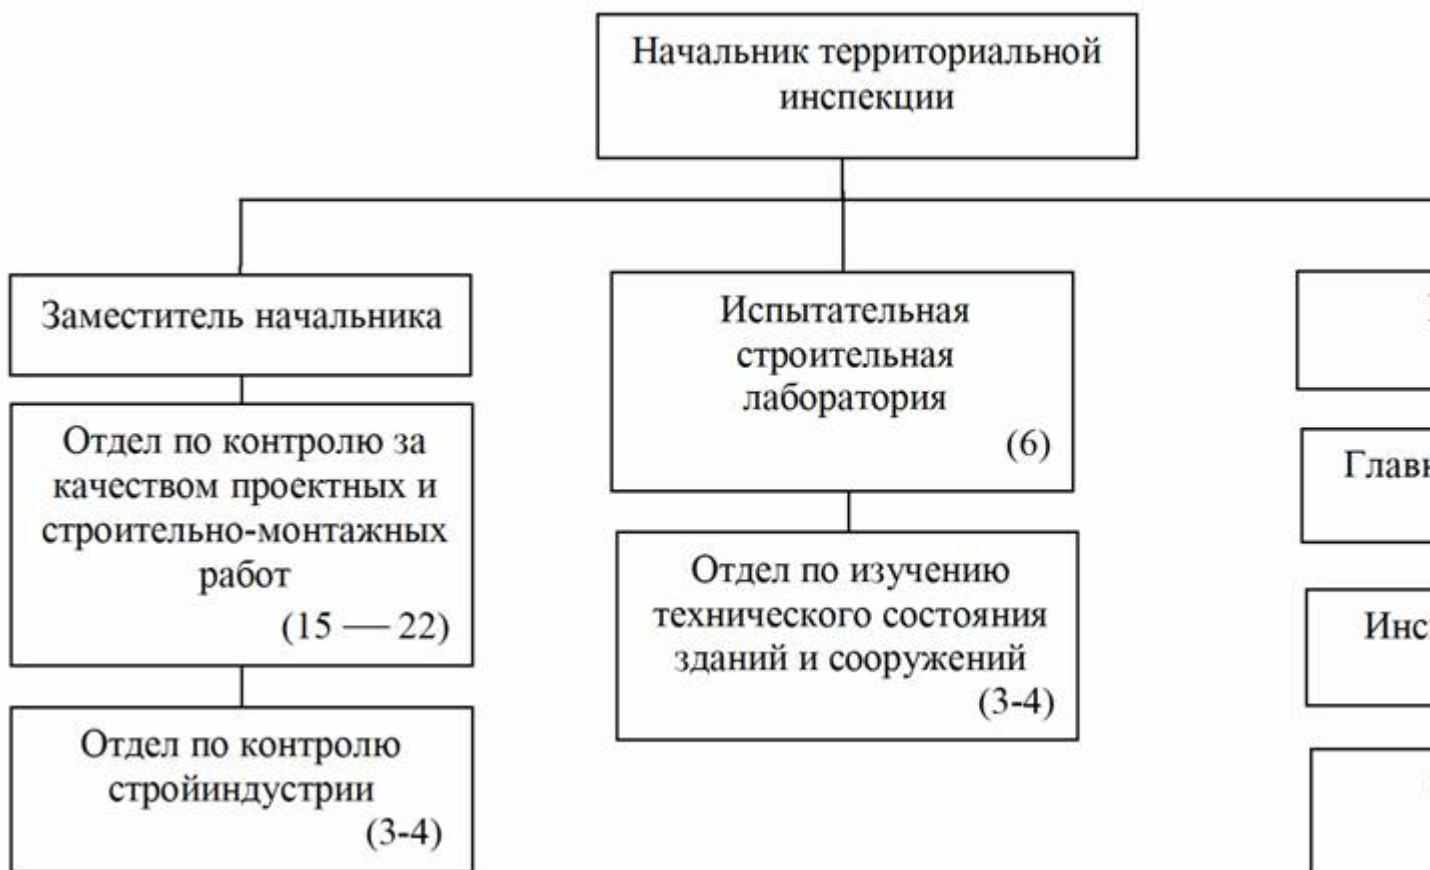 Начальник территориальной
инспекции
Заместитель начальника
Отдел по контролю за
качеством проектных и
строительно-монтажных
работ
(15 — 22)
Отдел по контролю
стройиндустрии
(3-4)
Испытательная
строительная
лаборатория
(6)
Отдел по изучению
технического состояния
зданий и сооружений
(3-4)